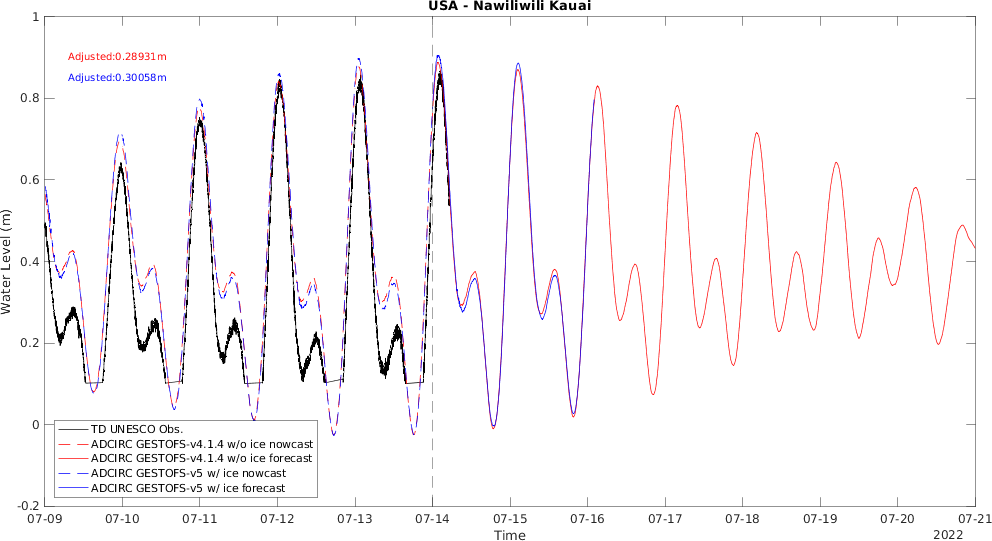 USA - Nawiliwili Kauai
Adjusted:0.28931m
Adjusted:0.30058m
Water Level (m)
1
0.8
0.6
0.4
0.2
0
-0.2
TD UNESCO Obs.
ADCIRC GESTOFS-v4.1.4 w/o ice nowcast
ADCIRC GESTOFS-v4.1.4 w/o ice forecast
ADCIRC GESTOFS-v5 w/ ice nowcast
ADCIRC GESTOFS-v5 w/ ice forecast
07-09 07-10 07-11 07-12 07-13 07-14 07-15 07-16 07-17 07-18 07-19 07-20 07-21
Time
2022